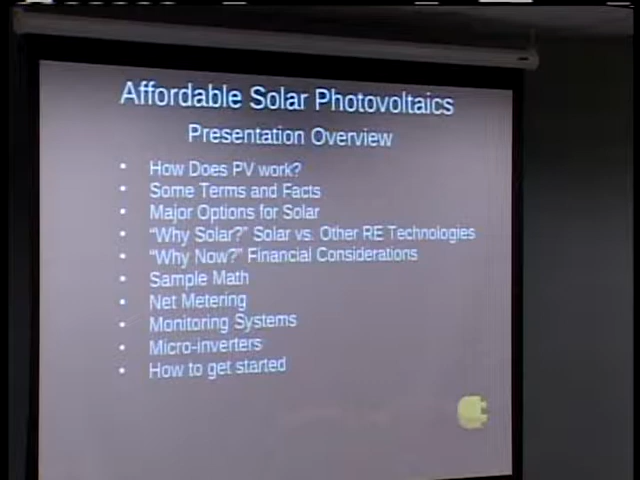 Affordable Solar Photovoltaics
Presentation Overview
• How Does PV work?
• Some Terms and Facts
• Major Options for Solar
• “Why Solar?” Solar vs. Other RE Technologies
• “Why Now?” Financial Considerations
• Sample Math
• Net Metering
• Monitoring Systems
• Micro-inverters
• How to get started